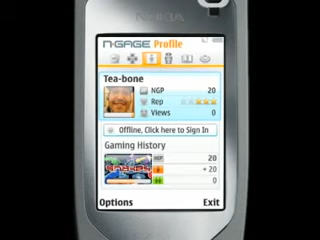 NOKIA
N·GAGE Profile
Tea-bone
NGP 20
Rep
Views 0
Offline, Click here to Sign In
Gaming History
NGP 20
+ 20
0
Options Exit